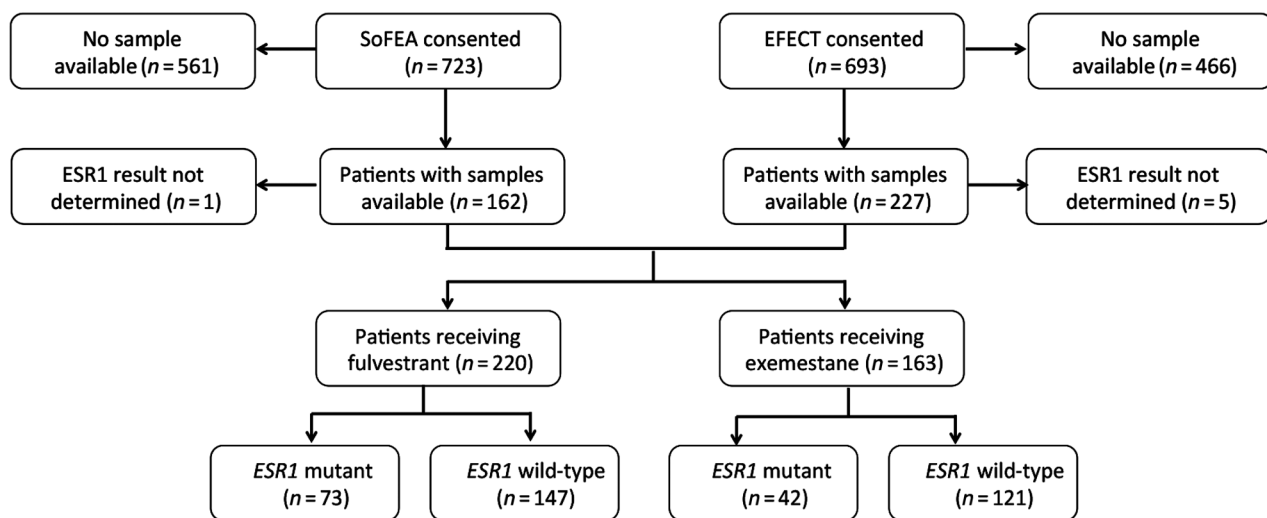 No sample
available (n = 561)
SoFEA consented
(n = 723)
EFECT consented
(n = 693)
No sample
available (n = 466)
ESR1 result not
determined (n = 1)
Patients with samples
available (n = 162)
Patients with samples
available (n = 227)
ESR1 result not
determined (n = 5)
Patients receiving
fulvestrant (n = 220)
Patients receiving
exemestane (n = 163)
ESR1 mutant
(n = 73)
ESR1 wild-type
(n = 147)
ESR1 mutant
(n = 42)
ESR1 wild-type
(n = 121)